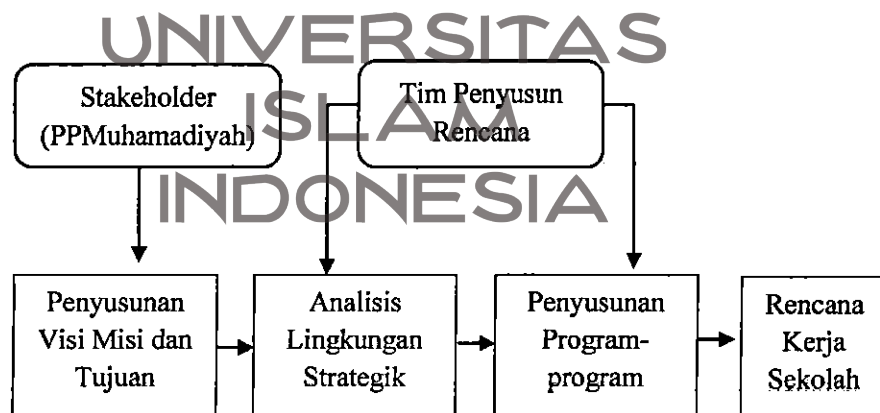 UNIVERSITAS
ISLAM
INDONESIA
Stakeholder
(PPMuhamadiyah)
Tim Penyusun
Rencana
Penyusunan
Visi Misi dan
Tujuan
Analisis
Lingkungan
Strategik
Penyusunan
Program-
program
Rencana
Kerja
Sekolah